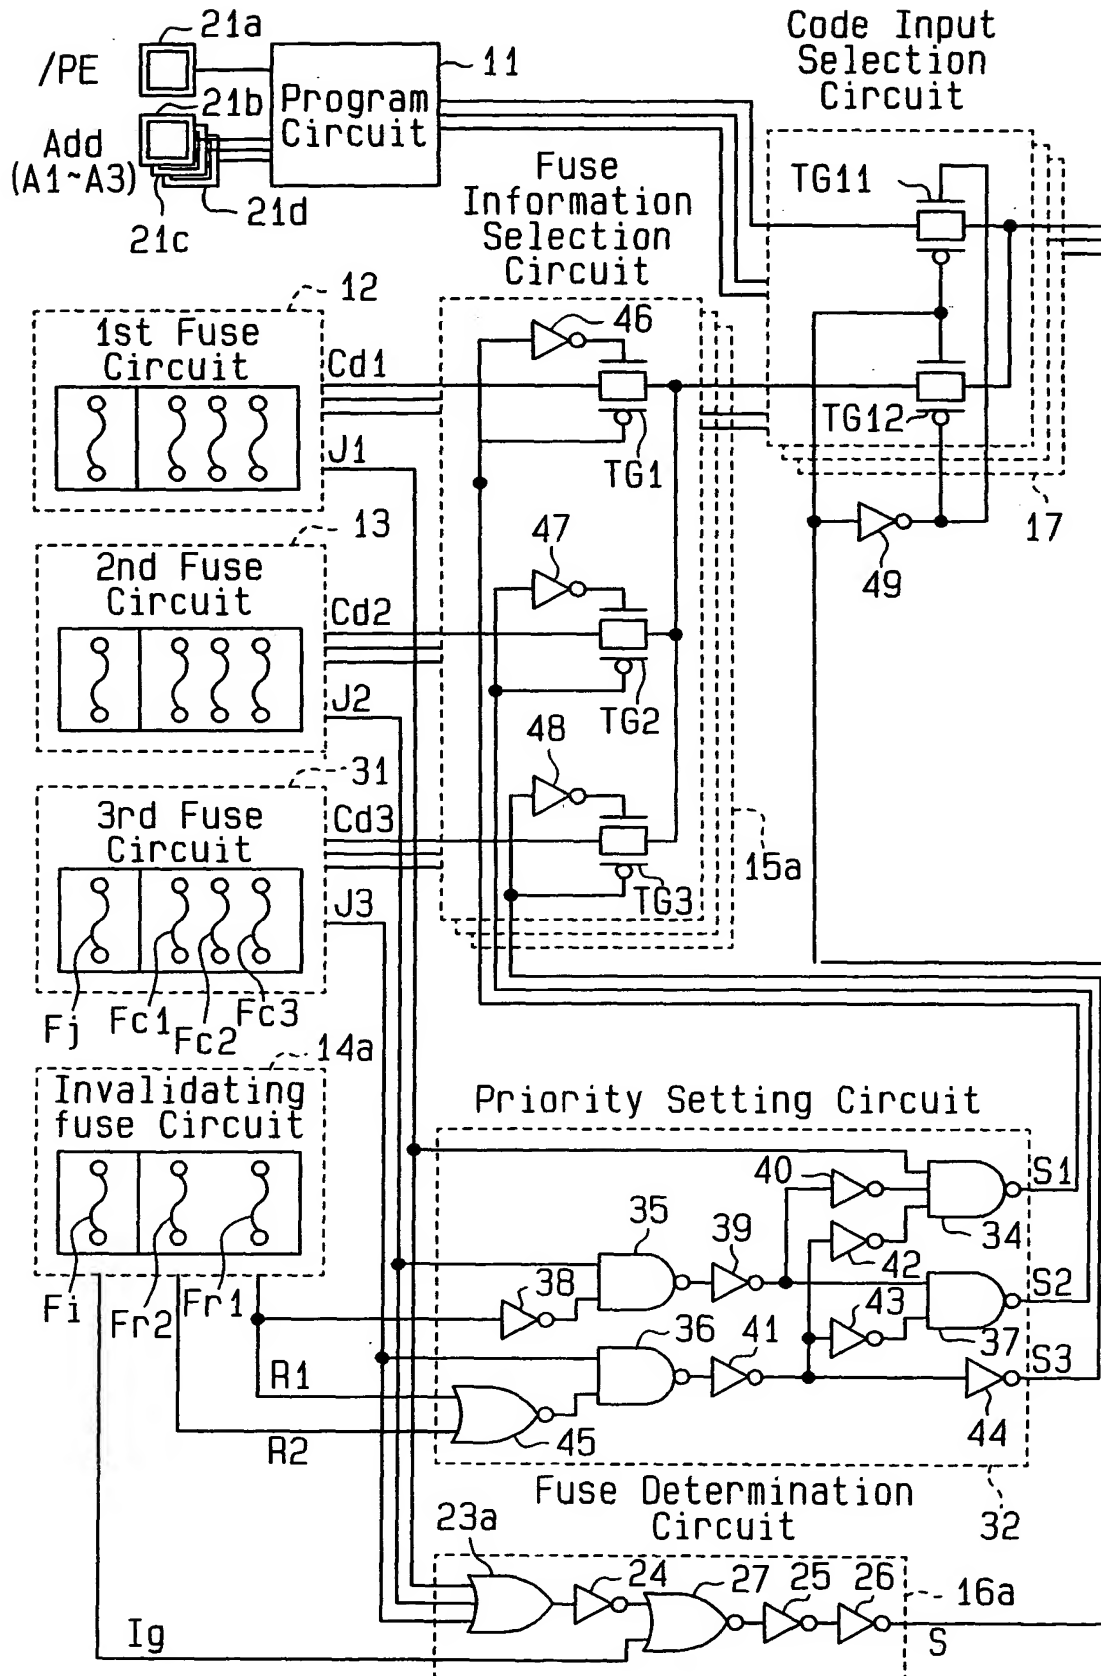 21a
/PE
11
Program
Circuit
21b
Add
(A1~A3)
21d
21c
Code Input
Selection
Circuit
TG11
TG12
17
49
Fuse
Information
Selection
Circuit
46
TG1
47
TG2
48
TG3
15a
12
1st Fuse
Circuit
Cd1
J1
13
2nd Fuse
Circuit
Cd2
J2
31
3rd Fuse
Circuit
Cd3
J3
Fj
Fc1
Fc2
Fc3
14a
Invalidating
fuse Circuit
Fi
Fr2
Fr1
R1
R2
Ig
Priority Setting Circuit
40
S1
35
39
34
42
38
43
S2
36
41
37
S3
45
44
32
Fuse Determination
Circuit
23a
24
27
25
26
16a
S